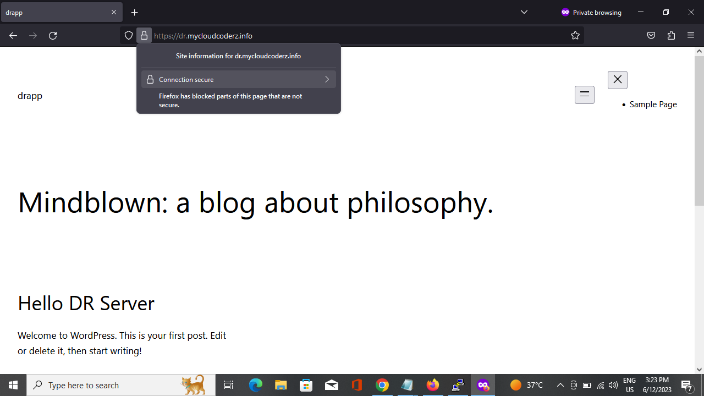 drapp
Private browsing
https://dr.mycloudcoderz.info
Site information for dr.mycloudcoderz.info
Connection secure
Firefox has blocked parts of this page that are not
secure.
drapp
Sample Page
Mindblown: a blog about philosophy.
Hello DR Server
Welcome to WordPress. This is your first post. Edit
or delete it, then start writing!
Type here to search
37°C
ENG
US
3:23 PM
6/12/2023